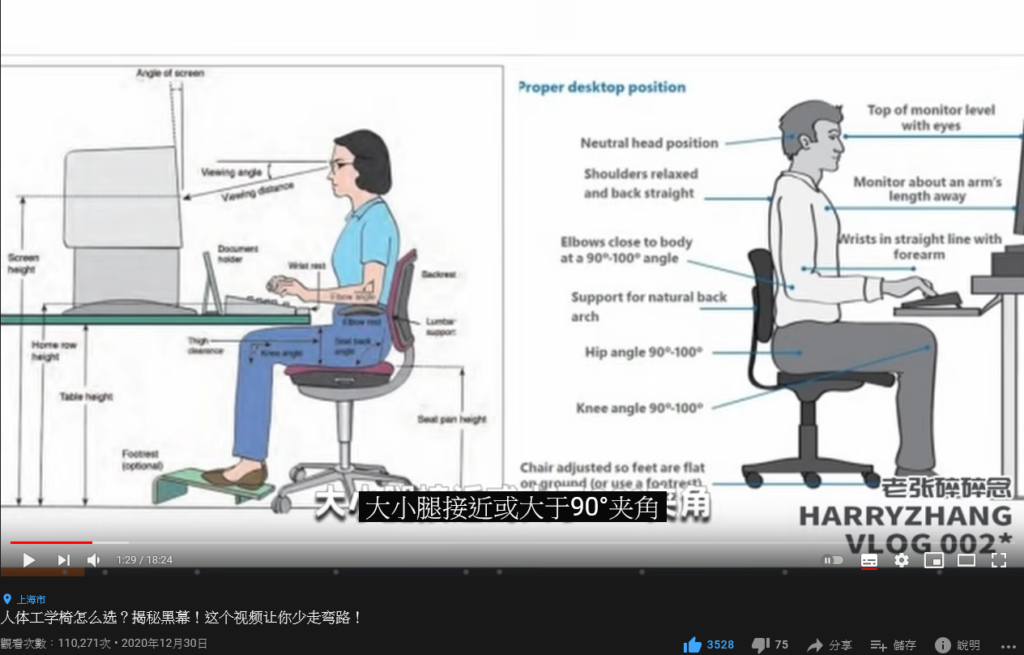 Angle of screen
Viewing angle
Viewing distance
Screen
height
Document
holder
Wrist rest
Elbow angle
Backrest
Elbow rest
Lumbar
support
Home row
height
Thigh
clearance
Knee angle
Seat back
angle
Table height
Seat pan height
Footrest
(optional)
Proper desktop position
Top of monitor level
with eyes
Neutral head position
Shoulders relaxed
and back straight
Monitor about an arm's
length away
Elbows close to body
at a 90º-100º angle
Wrists in straight line with
forearm
Support for natural back
arch
Hip angle 90º-100º
Knee angle 90º-100º
Chair adjusted so feet are flat
on ground (or use a footrest)
大小腿接近或大于90°夹角
老张碎碎念
HARRYZHANG
VLOG 002*
1:29 / 18:24
上海市
人体工学椅怎么选？揭秘黑幕！这个视频让你少走弯路！
觀看次數：110,271次 • 2020年12月30日
3528
75
分享
儲存
說明